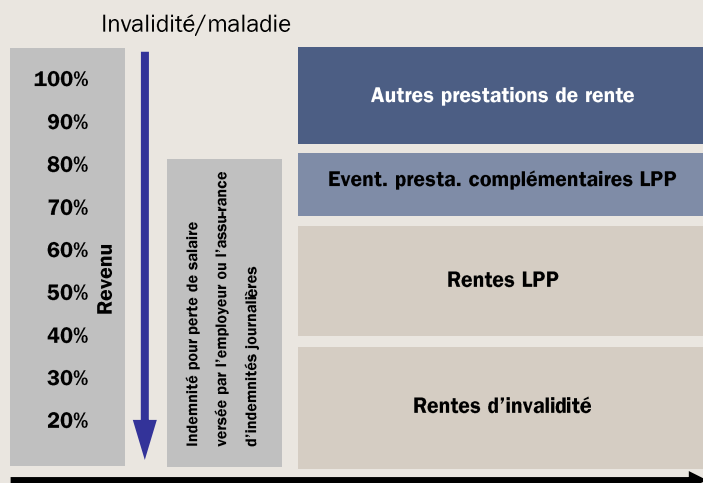 Invalidité/maladie
100%
90%
80%
70%
60%
50%
40%
30%
20%
Revenu
Indemnité pour perte de salaire
versée par l'employeur ou l'assu-rance
d'indemnités journalières
Autres prestations de rente
Event. presta. complémentaires LPP
Rentes LPP
Rentes d'invalidité